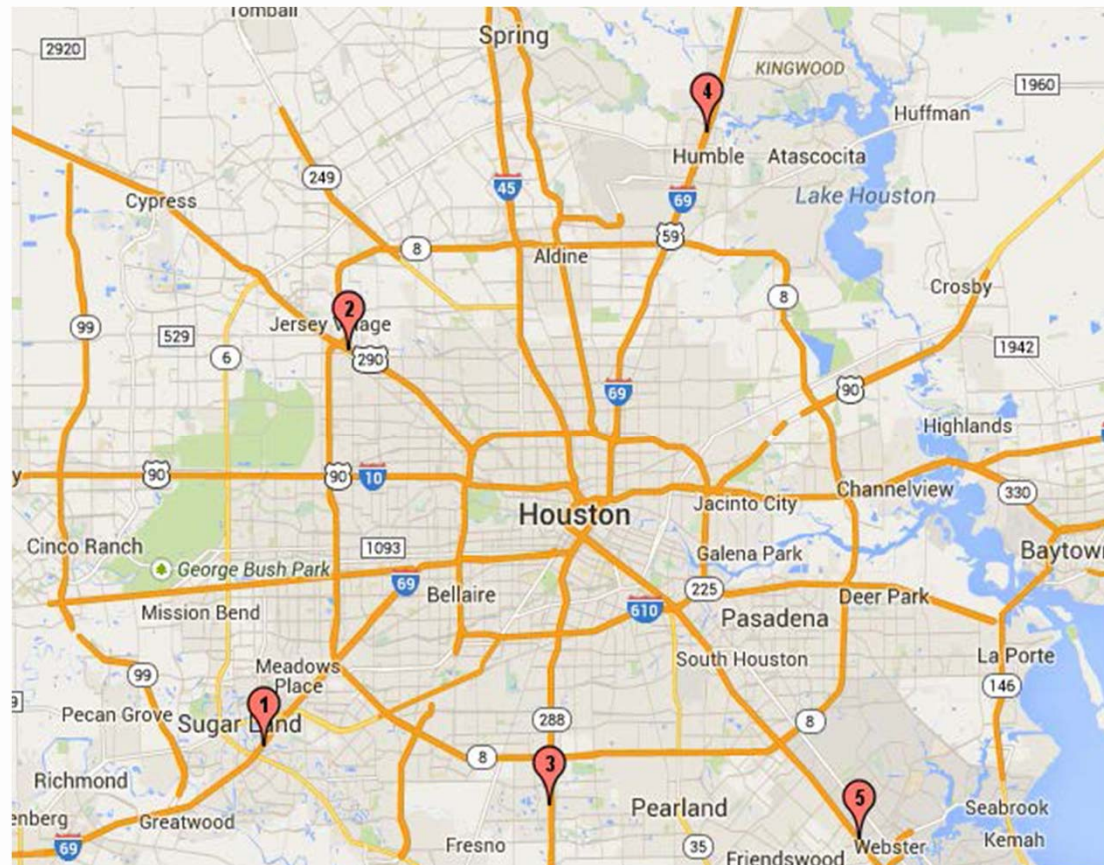 Tomball
Spring
2920
KINGWOOD
1960
4
Huffman
Humble
Atascocita
249
45
69
Lake Houston
Cypress
59
8
Aldine
Crosby
8
99
2
Jersey Village
529
6
290
1942
69
90
Highlands
90
90
10
Jacinto City
Channelview
330
Houston
Cinco Ranch
1093
Galena Park
Baytown
George Bush Park
69
Bellaire
225
Deer Park
Mission Bend
610
Pasadena
Meadows
Place
South Houston
La Porte
99
146
1
Pecan Grove
Sugar Land
288
8
8
3
Richmond
Pearland
5
Seabrook
enberg
Greatwood
69
Fresno
35
Webster
Kemah
Friendswood